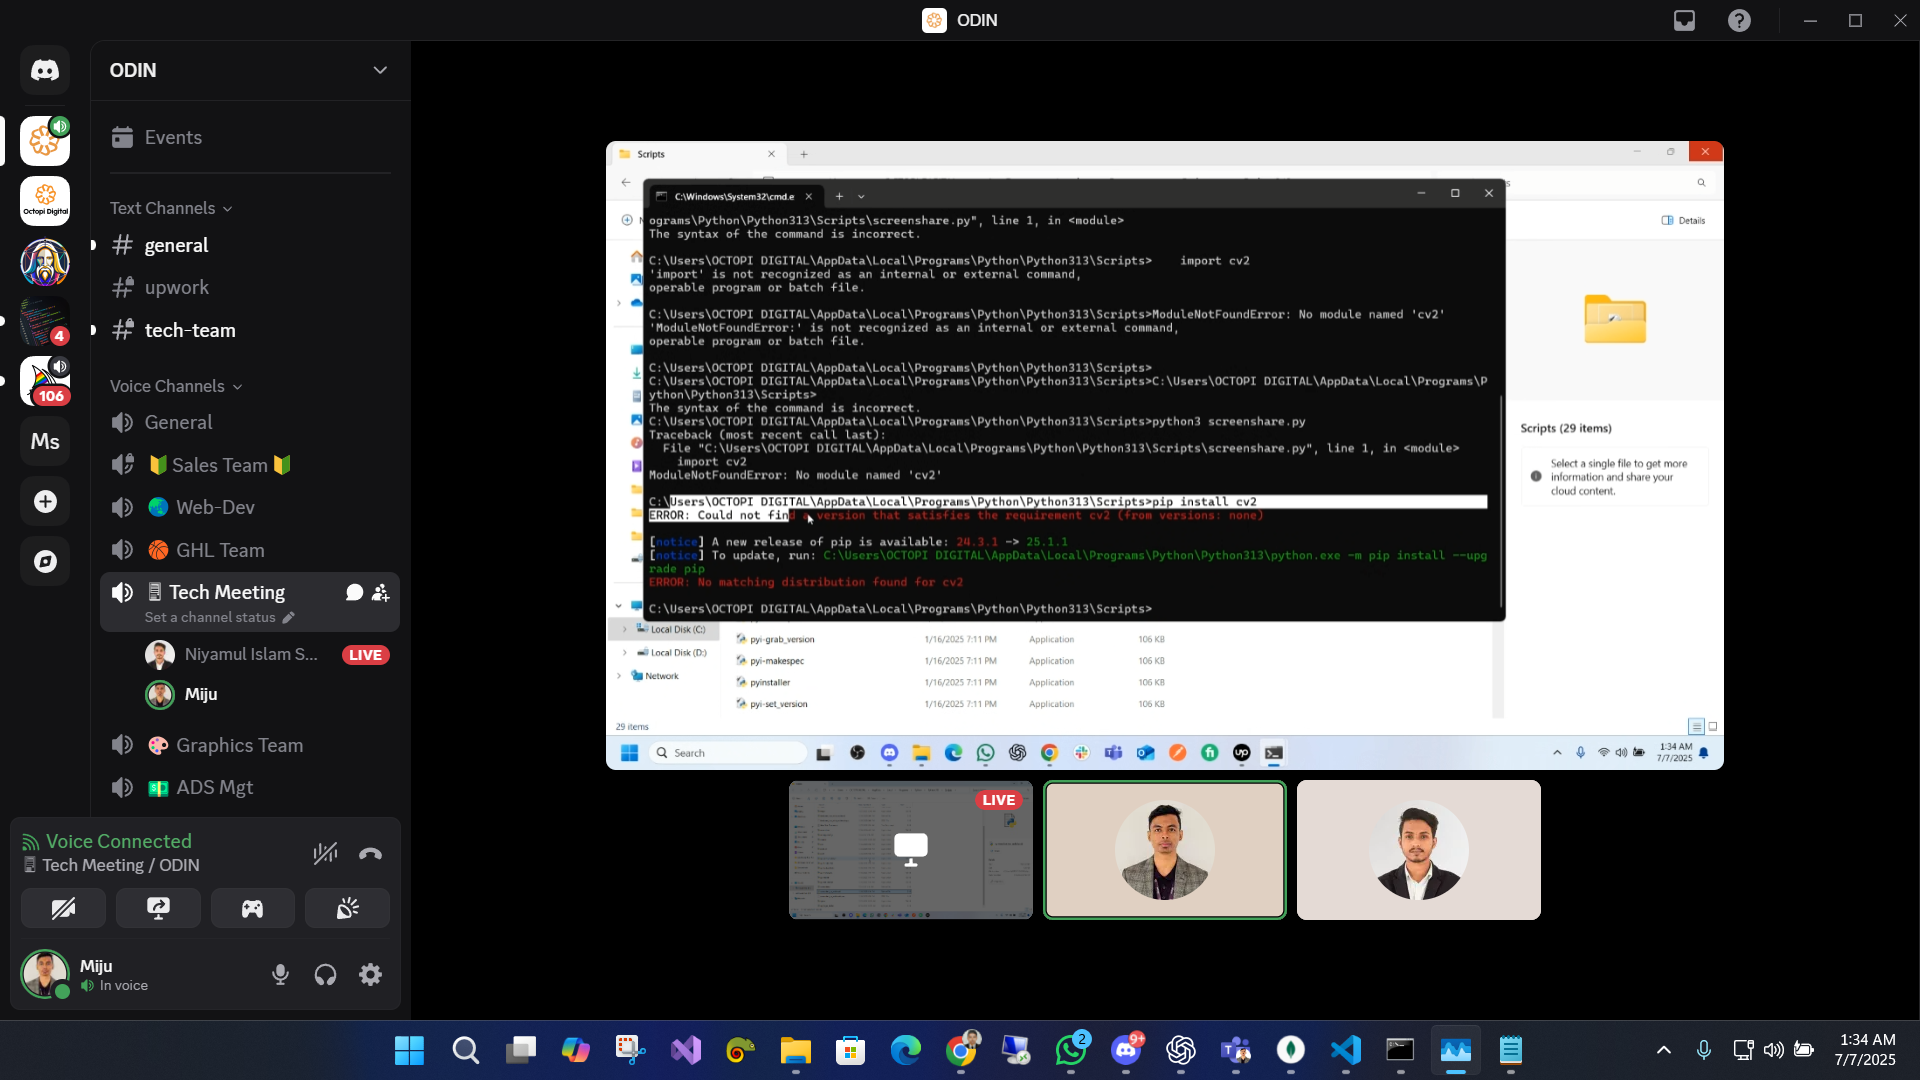 ODIN
ODIN
Events
Text Channels
general
upwork
tech-team
Voice Channels
General
Sales Team
Web-Dev
GHL Team
Tech Meeting
Set a channel status
Niyamul Islam S...
LIVE
Miju
Graphics Team
ADS Mgt
Voice Connected
Tech Meeting / ODIN
Miju
In voice
Octopi Digital
4
106
Ms
Scripts
Details
C:\Windows\System32\cmd.e
ograms\Python\Python313\Scripts\screenshare.py", line 1, in <module>
The syntax of the command is incorrect.
C:\Users\OCTOPI DIGITAL\AppData\Local\Programs\Python\Python313\Scripts>    import cv2
'import' is not recognized as an internal or external command,
operable program or batch file.
C:\Users\OCTOPI DIGITAL\AppData\Local\Programs\Python\Python313\Scripts>ModuleNotFoundError: No module named 'cv2'
'ModuleNotFoundError:' is not recognized as an internal or external command,
operable program or batch file.
C:\Users\OCTOPI DIGITAL\AppData\Local\Programs\Python\Python313\Scripts>
C:\Users\OCTOPI DIGITAL\AppData\Local\Programs\Python\Python313\Scripts>C:\Users\OCTOPI DIGITAL\AppData\Local\Programs\P
ython\Python313\Scripts>
The syntax of the command is incorrect.
C:\Users\OCTOPI DIGITAL\AppData\Local\Programs\Python\Python313\Scripts>python3 screenshare.py
Traceback (most recent call last):
  File "C:\Users\OCTOPI DIGITAL\AppData\Local\Programs\Python\Python313\Scripts\screenshare.py", line 1, in <module>
    import cv2
ModuleNotFoundError: No module named 'cv2'
C:\Users\OCTOPI DIGITAL\AppData\Local\Programs\Python\Python313\Scripts>pip install cv2
ERROR: Could not find a version that satisfies the requirement cv2 (from versions: none)
[notice] A new release of pip is available: 24.3.1 -> 25.1.1
[notice] To update, run: C:\Users\OCTOPI DIGITAL\AppData\Local\Programs\Python\Python313\python.exe -m pip install --upg
rade pip
ERROR: No matching distribution found for cv2
C:\Users\OCTOPI DIGITAL\AppData\Local\Programs\Python\Python313\Scripts>
Scripts (29 items)
Select a single file to get more
information and share your
cloud content.
Local Disk (C:)
Local Disk (D:)
Network
pyi-grab_version 1/16/2025 7:11 PM Application 106 KB
pyi-makespec 1/16/2025 7:11 PM Application 106 KB
pyinstaller 1/16/2025 7:11 PM Application 106 KB
pyi-set_version 1/16/2025 7:11 PM Application 106 KB
29 items
Search
up
1:34 AM
7/7/2025
LIVE
2
9+
1:34 AM
7/7/2025